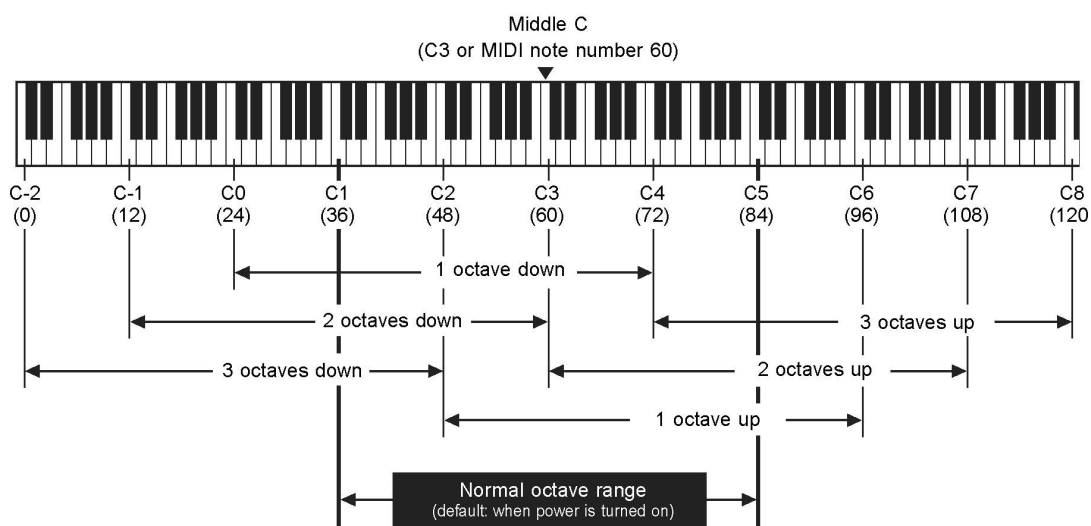 Middle C
(C3 or MIDI note number 60)
C-2 C-1 C0 C1 C2 C3 C4 C5 C6 C7 C8
(0) (12) (24) (36) (48) (60) (72) (84) (96) (108) (120
1 octave down
2 octaves down 3 octaves up
3 octaves down 2 octaves up
1 octave up
Normal octave range
(default: when power is turned on)